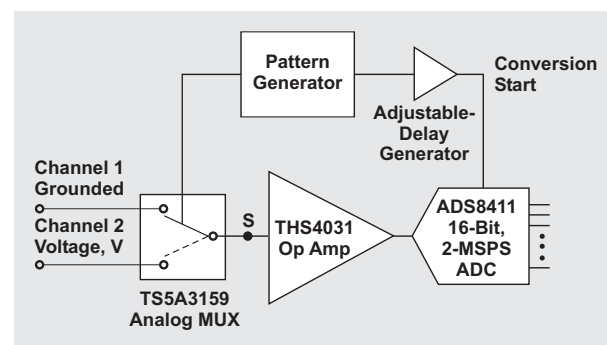 Pattern
Generator
Conversion
Start
Adjustable-
Delay
Generator
Channel 1
Grounded
Channel 2
Voltage, V
S
THS4031
Op Amp
ADS8411
16-Bit,
2-MSPS
ADC
TS5A3159
Analog MUX